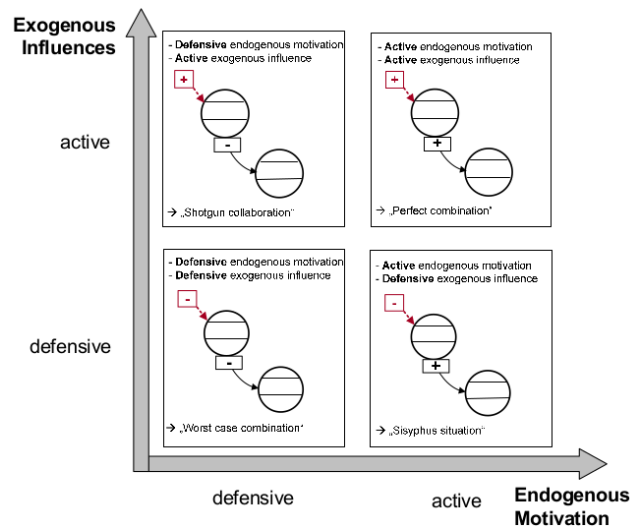 Exogenous
Influences
- Defensive endogenous motivation
- Active exogenous influence
+
-
→ „Shotgun collaboration“
- Active endogenous motivation
- Active exogenous influence
+
+
→ „Perfect combination“
active
- Defensive endogenous motivation
- Defensive exogenous influence
-
-
→ „Worst case combination“
- Active endogenous motivation
- Defensive exogenous influence
-
+
→ „Sisyphus situation“
defensive
defensive
active
Endogenous
Motivation